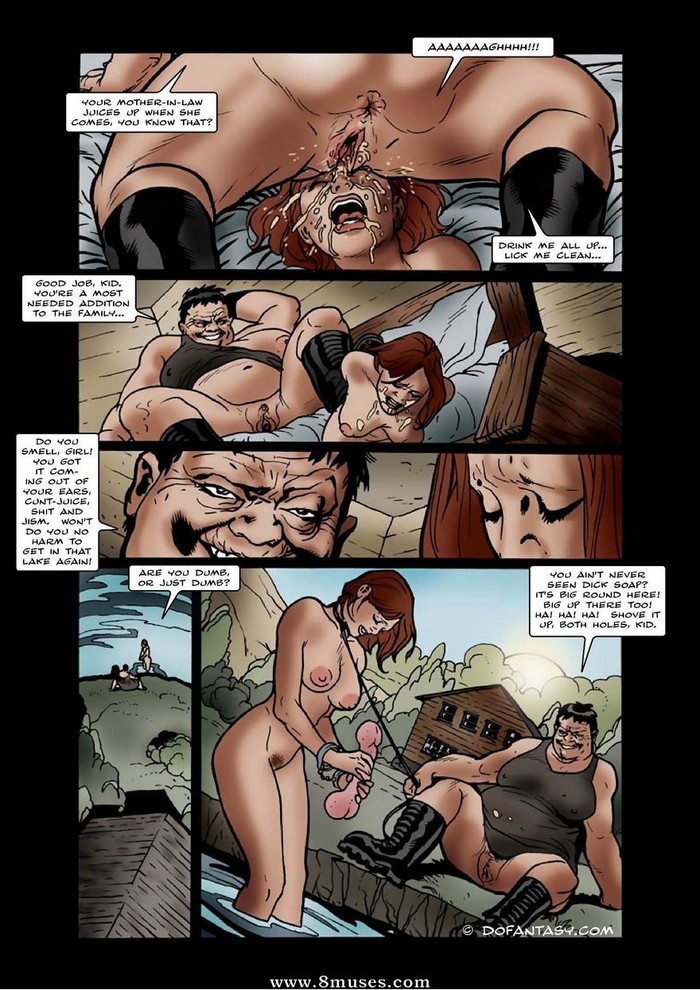 AAAAAAAGHHHH!!!
YOUR MOTHER-IN-LAW
JUICES UP WHEN SHE
COMES, YOU KNOW THAT?
DRINK ME ALL UP...
LICK ME CLEAN...
GOOD JOB, KID.
YOU'RE A MOST
NEEDED ADDITION
TO THE FAMILY...
DO YOU
SMELL, GIRL!
YOU GOT
IT COM-
ING OUT OF
YOUR EARS,
CUNT-JUICE,
SHIT AND
JISM. WON'T
DO YOU NO
HARM TO
GET IN THAT
LAKE AGAIN!
ARE YOU DUMB,
OR JUST DUMB?
YOU AIN'T NEVER
SEEN DICK SOAP?
IT'S BIG ROUND HERE!
BIG UP THERE TOO!
HA! HA! HA! SHOVE IT
UP, BOTH HOLES, KID.
© DOFANTASY.COM
www.8muses.com